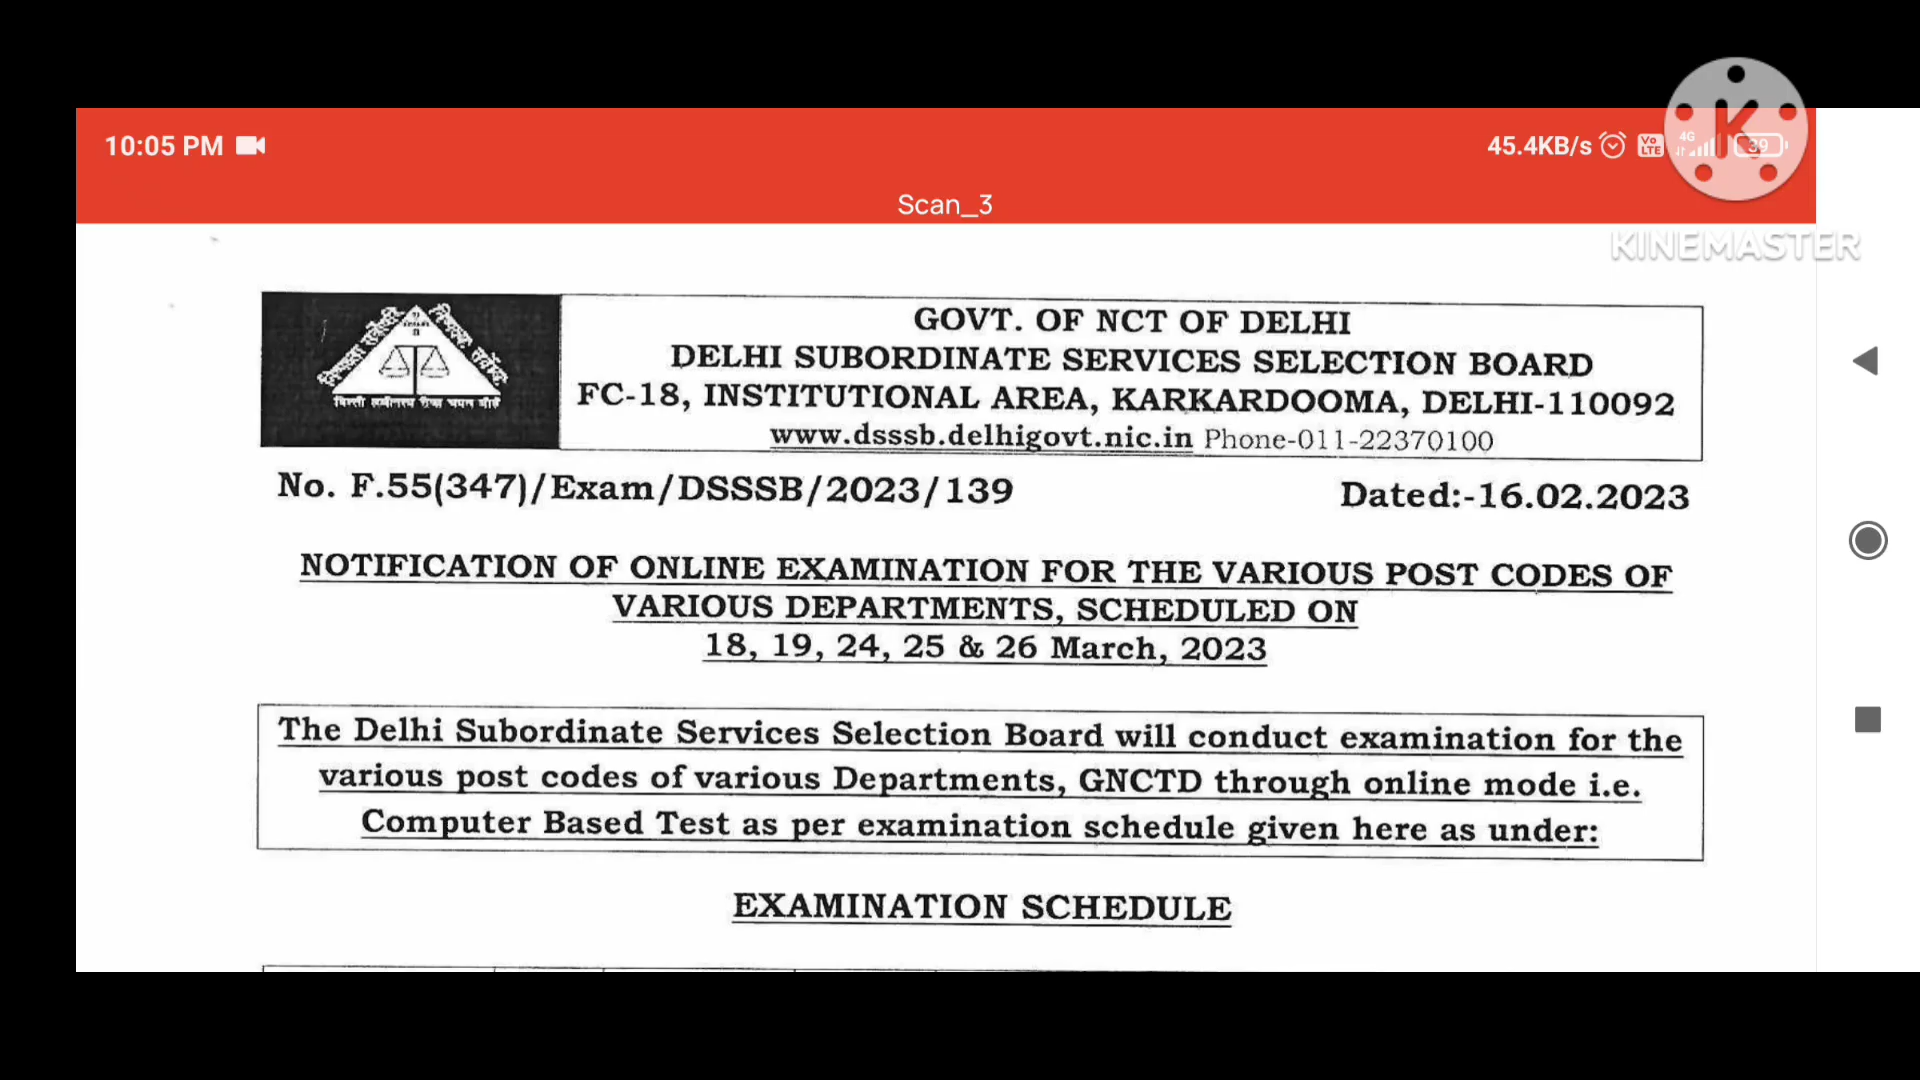 10:05 PM
45.4KB/s
Vo
LTE
4G
39
K
Scan_3
KINEMASTER
GOVT. OF NCT OF DELHI
DELHI SUBORDINATE SERVICES SELECTION BOARD
FC-18, INSTITUTIONAL AREA, KARKARDOOMA, DELHI-110092
www.dsssb.delhigovt.nic.in Phone-011-22370100
No. F.55(347)/Exam/DSSSB/2023/139
Dated:-16.02.2023
NOTIFICATION OF ONLINE EXAMINATION FOR THE VARIOUS POST CODES OF
VARIOUS DEPARTMENTS, SCHEDULED ON
18, 19, 24, 25 & 26 March, 2023
The Delhi Subordinate Services Selection Board will conduct examination for the
various post codes of various Departments, GNCTD through online mode i.e.
Computer Based Test as per examination schedule given here as under:
EXAMINATION SCHEDULE